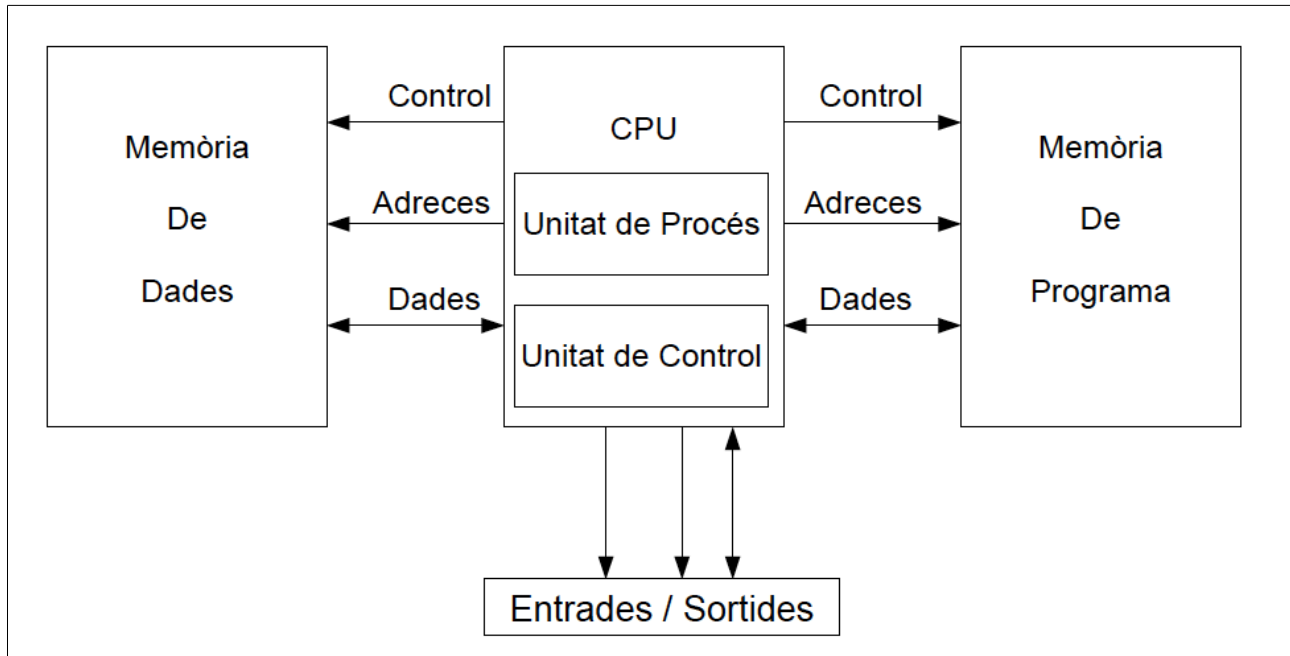 Memòria
De
Dades
Control
Adreces
Dades
CPU
Unitat de Procés
Unitat de Control
Control
Adreces
Dades
Memòria
De
Programa
Entrades / Sortides